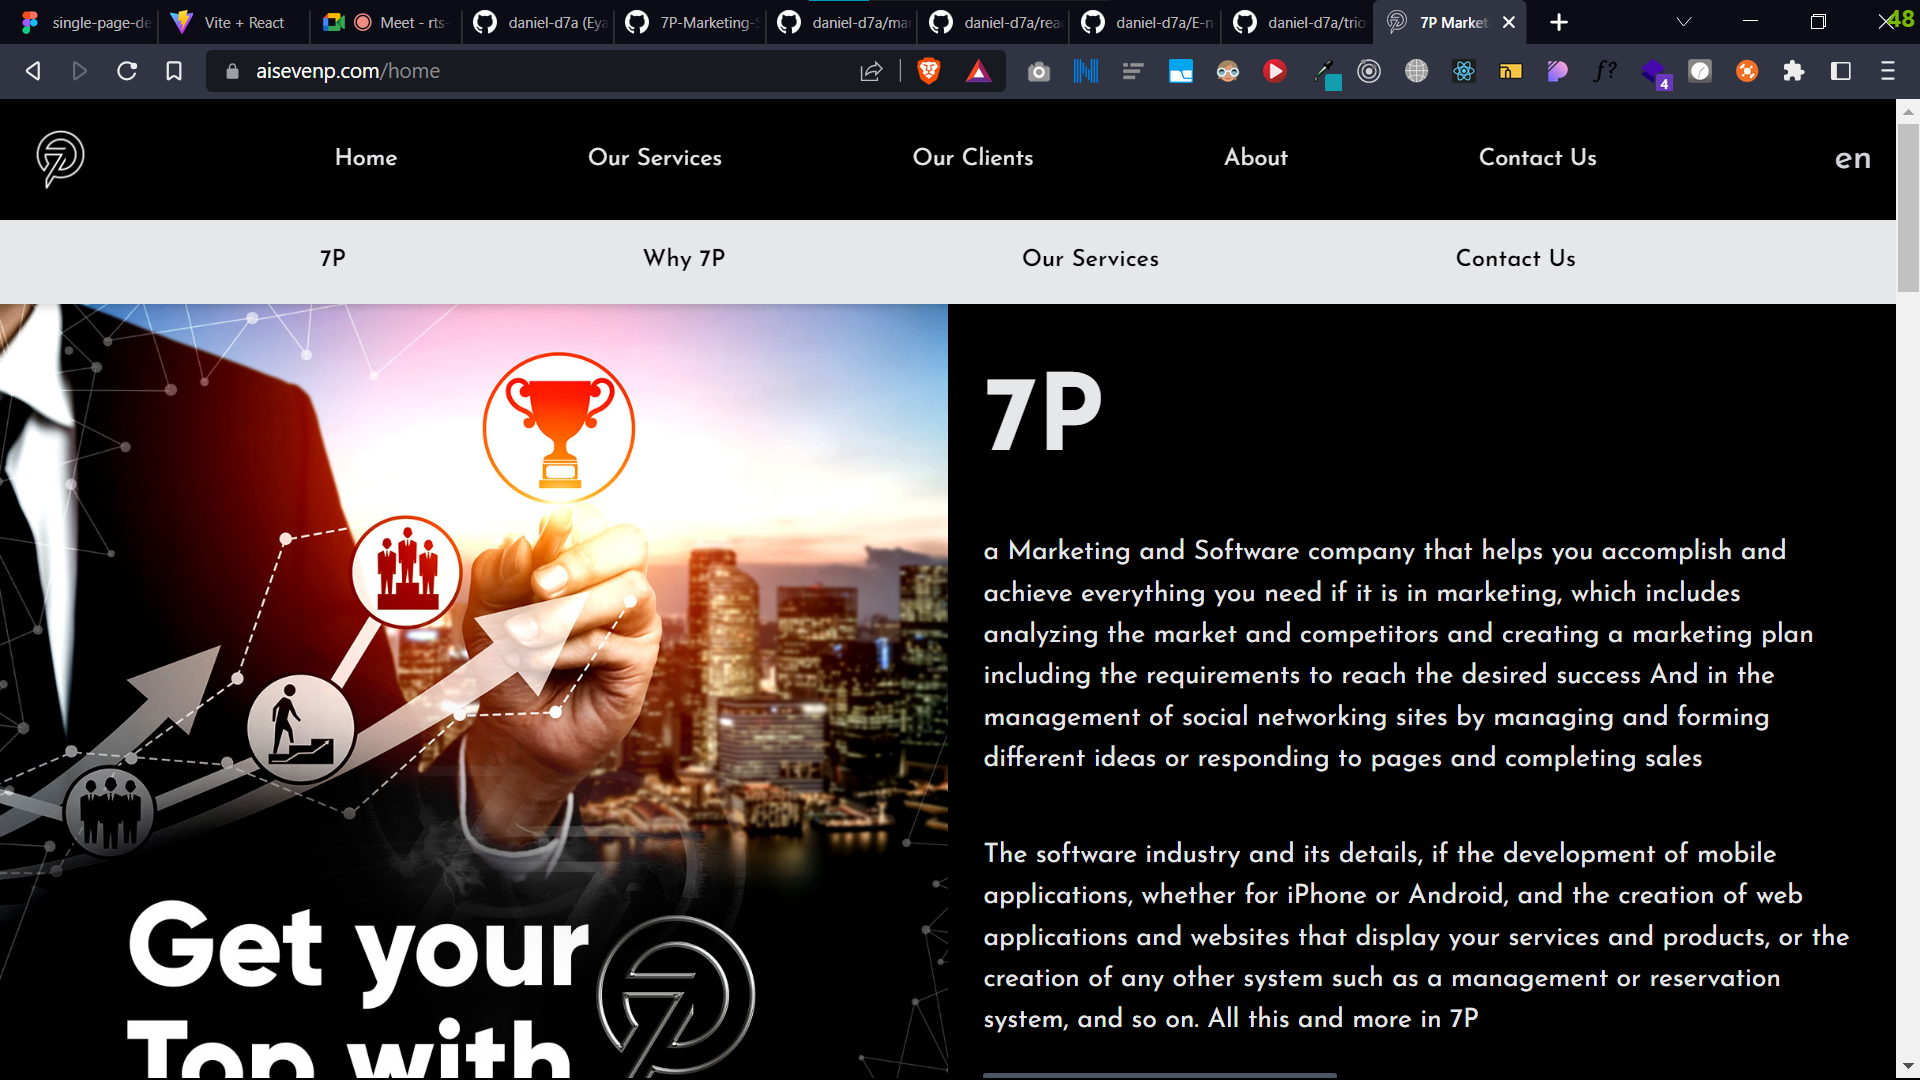 single-page-de
Vite + React
Meet - rts-
daniel-d7a (Eya
7P-Marketing-S
daniel-d7a/mar
daniel-d7a/rea
daniel-d7a/E-n
daniel-d7a/trio
7P Market
48
aisevenp.com/home
f?
4
Home
Our Services
Our Clients
About
Contact Us
en
7P
Why 7P
Our Services
Contact Us
7P
a Marketing and Software company that helps you accomplish and
achieve everything you need if it is in marketing, which includes
analyzing the market and competitors and creating a marketing plan
including the requirements to reach the desired success And in the
management of social networking sites by managing and forming
different ideas or responding to pages and completing sales
The software industry and its details, if the development of mobile
applications, whether for iPhone or Android, and the creation of web
applications and websites that display your services and products, or the
creation of any other system such as a management or reservation
system, and so on. All this and more in 7P
Get your
Top with